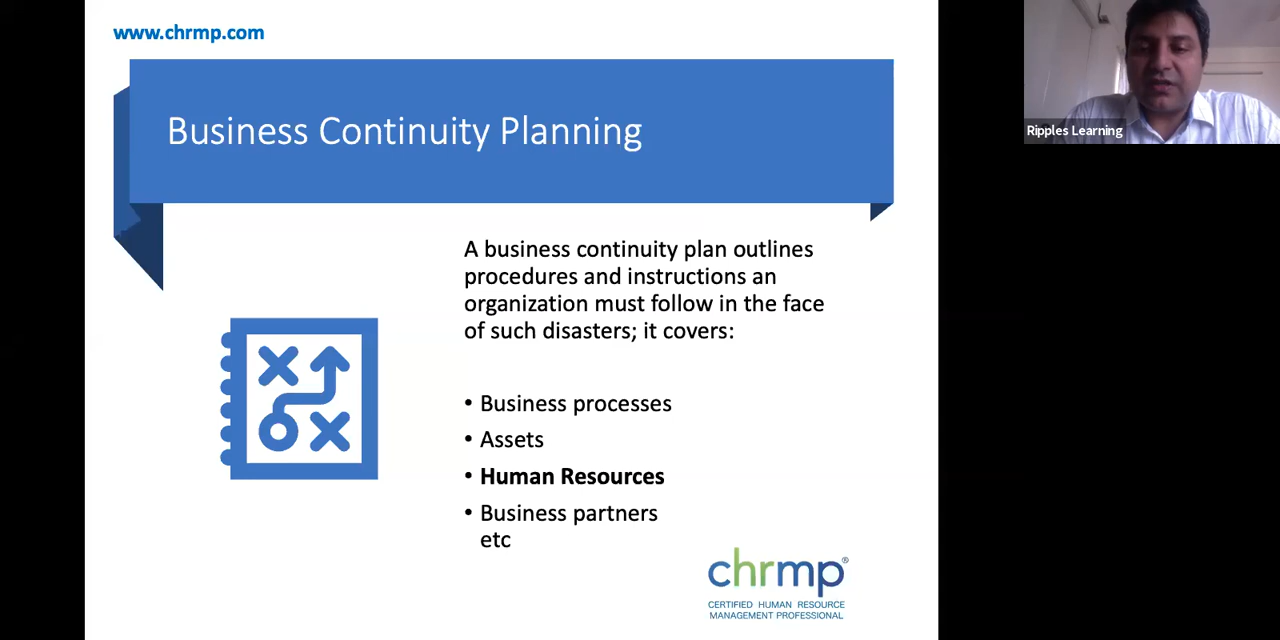 www.chrmp.com
Ripples Learning
Business Continuity Planning
A business continuity plan outlines
procedures and instructions an
organization must follow in the face
of such disasters; it covers:
• Business processes
• Assets
• Human Resources
• Business partners
etc
chrmp®
CERTIFIED HUMAN RESOURCE
MANAGEMENT PROFESSIONAL